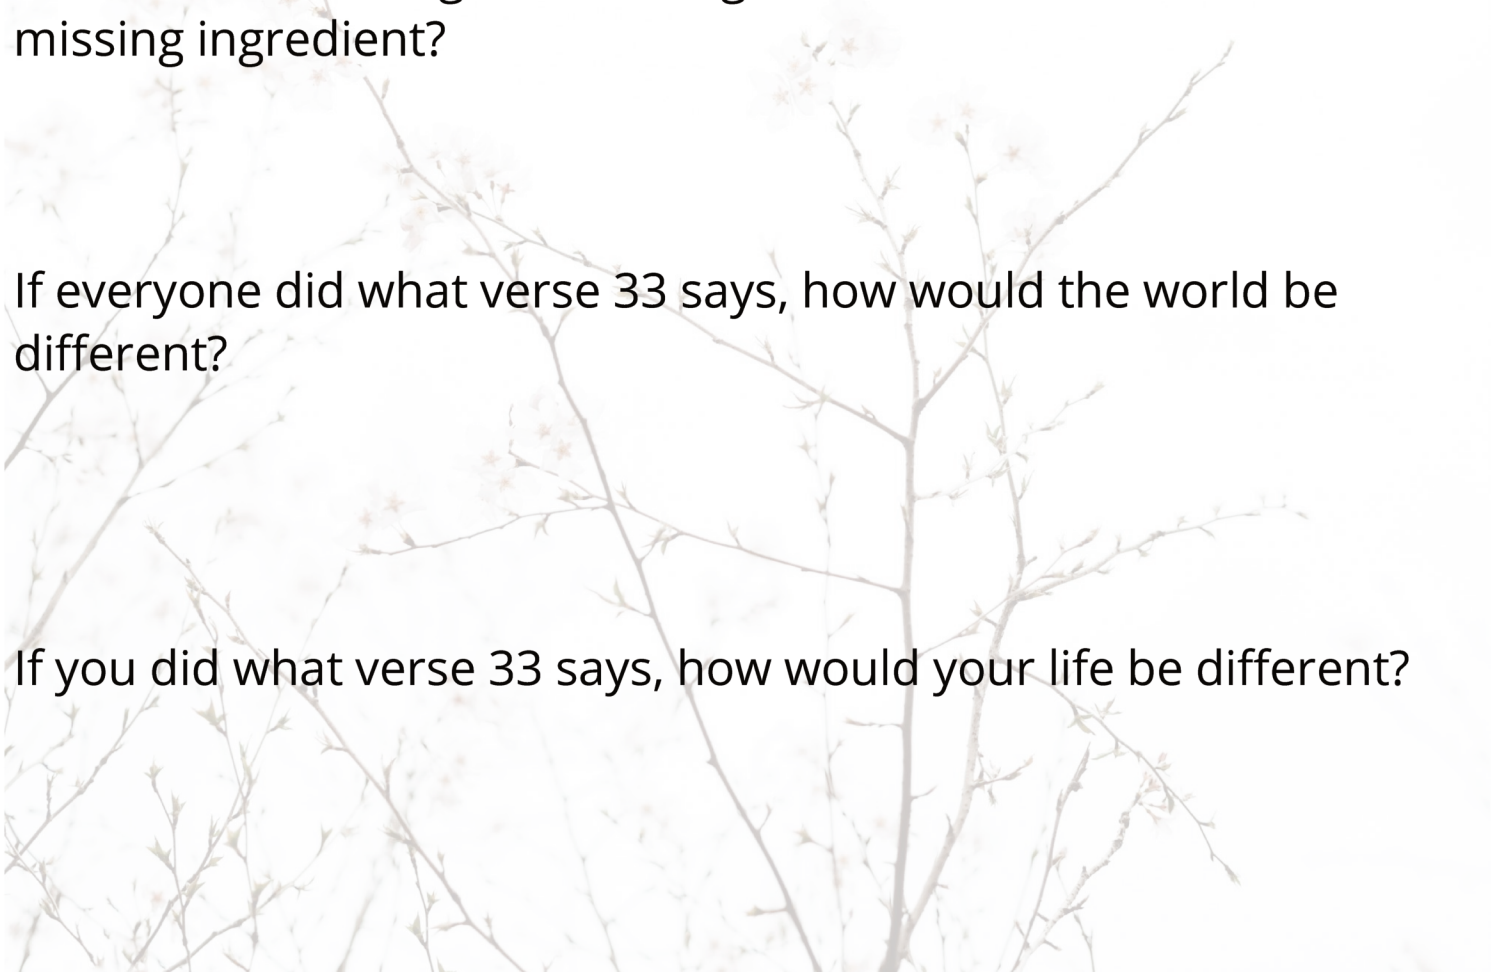 missing ingredient?
If everyone did what verse 33 says, how would the world be
different?
If you did what verse 33 says, how would your life be different?